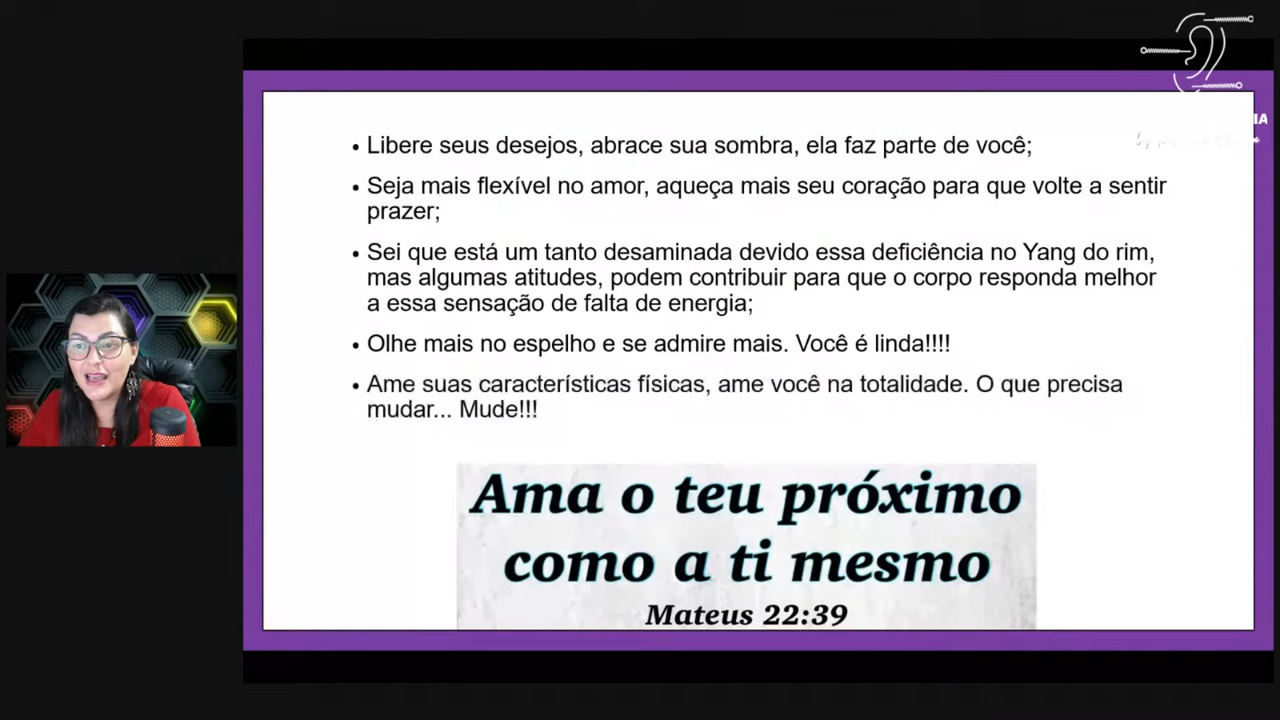 • Libere seus desejos, abrace sua sombra, ela faz parte de você;
• Seja mais flexível no amor, aqueça mais seu coração para que volte a sentir
prazer;
• Sei que está um tanto desaminada devido essa deficiência no Yang do rim,
mas algumas atitudes, podem contribuir para que o corpo responda melhor
a essa sensação de falta de energia;
• Olhe mais no espelho e se admire mais. Você é linda!!!!
• Ame suas características físicas, ame você na totalidade. O que precisa
mudar... Mude!!!
Ama o teu próximo
como a ti mesmo
Mateus 22:39